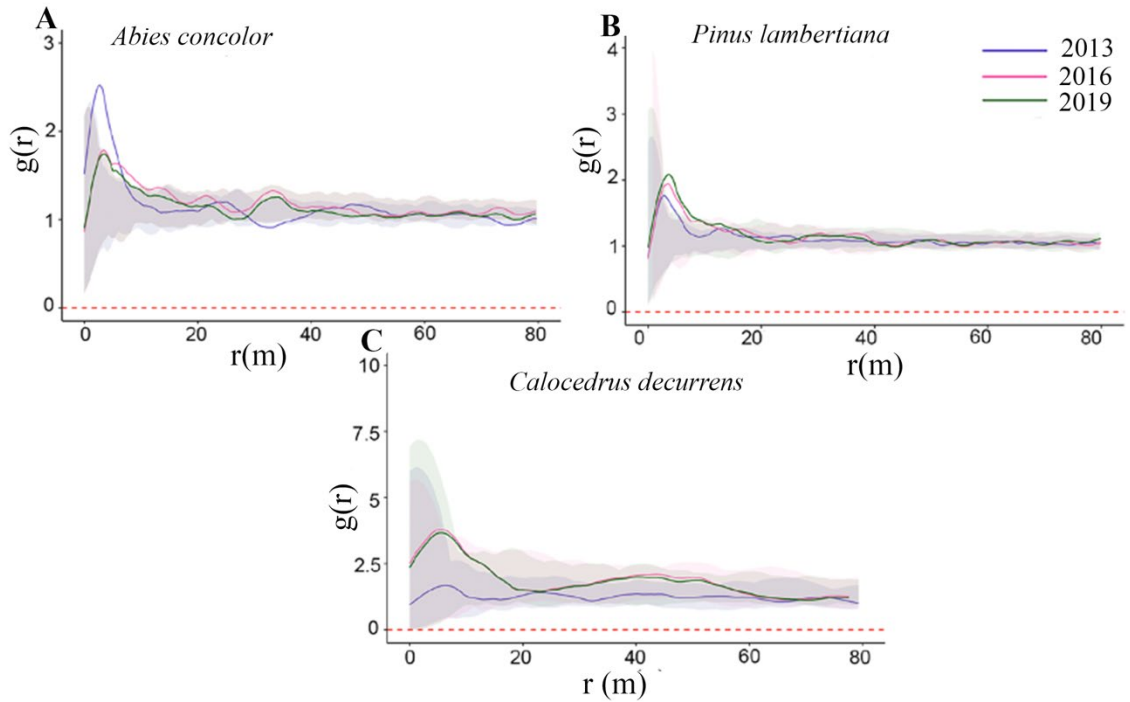 A
Abies concolor
3
2
1
0
g(r)
0
20
40
60
80
r(m)
B
Pinus lambertiana
4
3
2
1
0
g(r)
0
20
40
60
80
r(m)
2013
2016
2019
C
Calocedrus decurrens
10
7.5
5
2.5
0
g(r)
0
20
40
60
80
r (m)